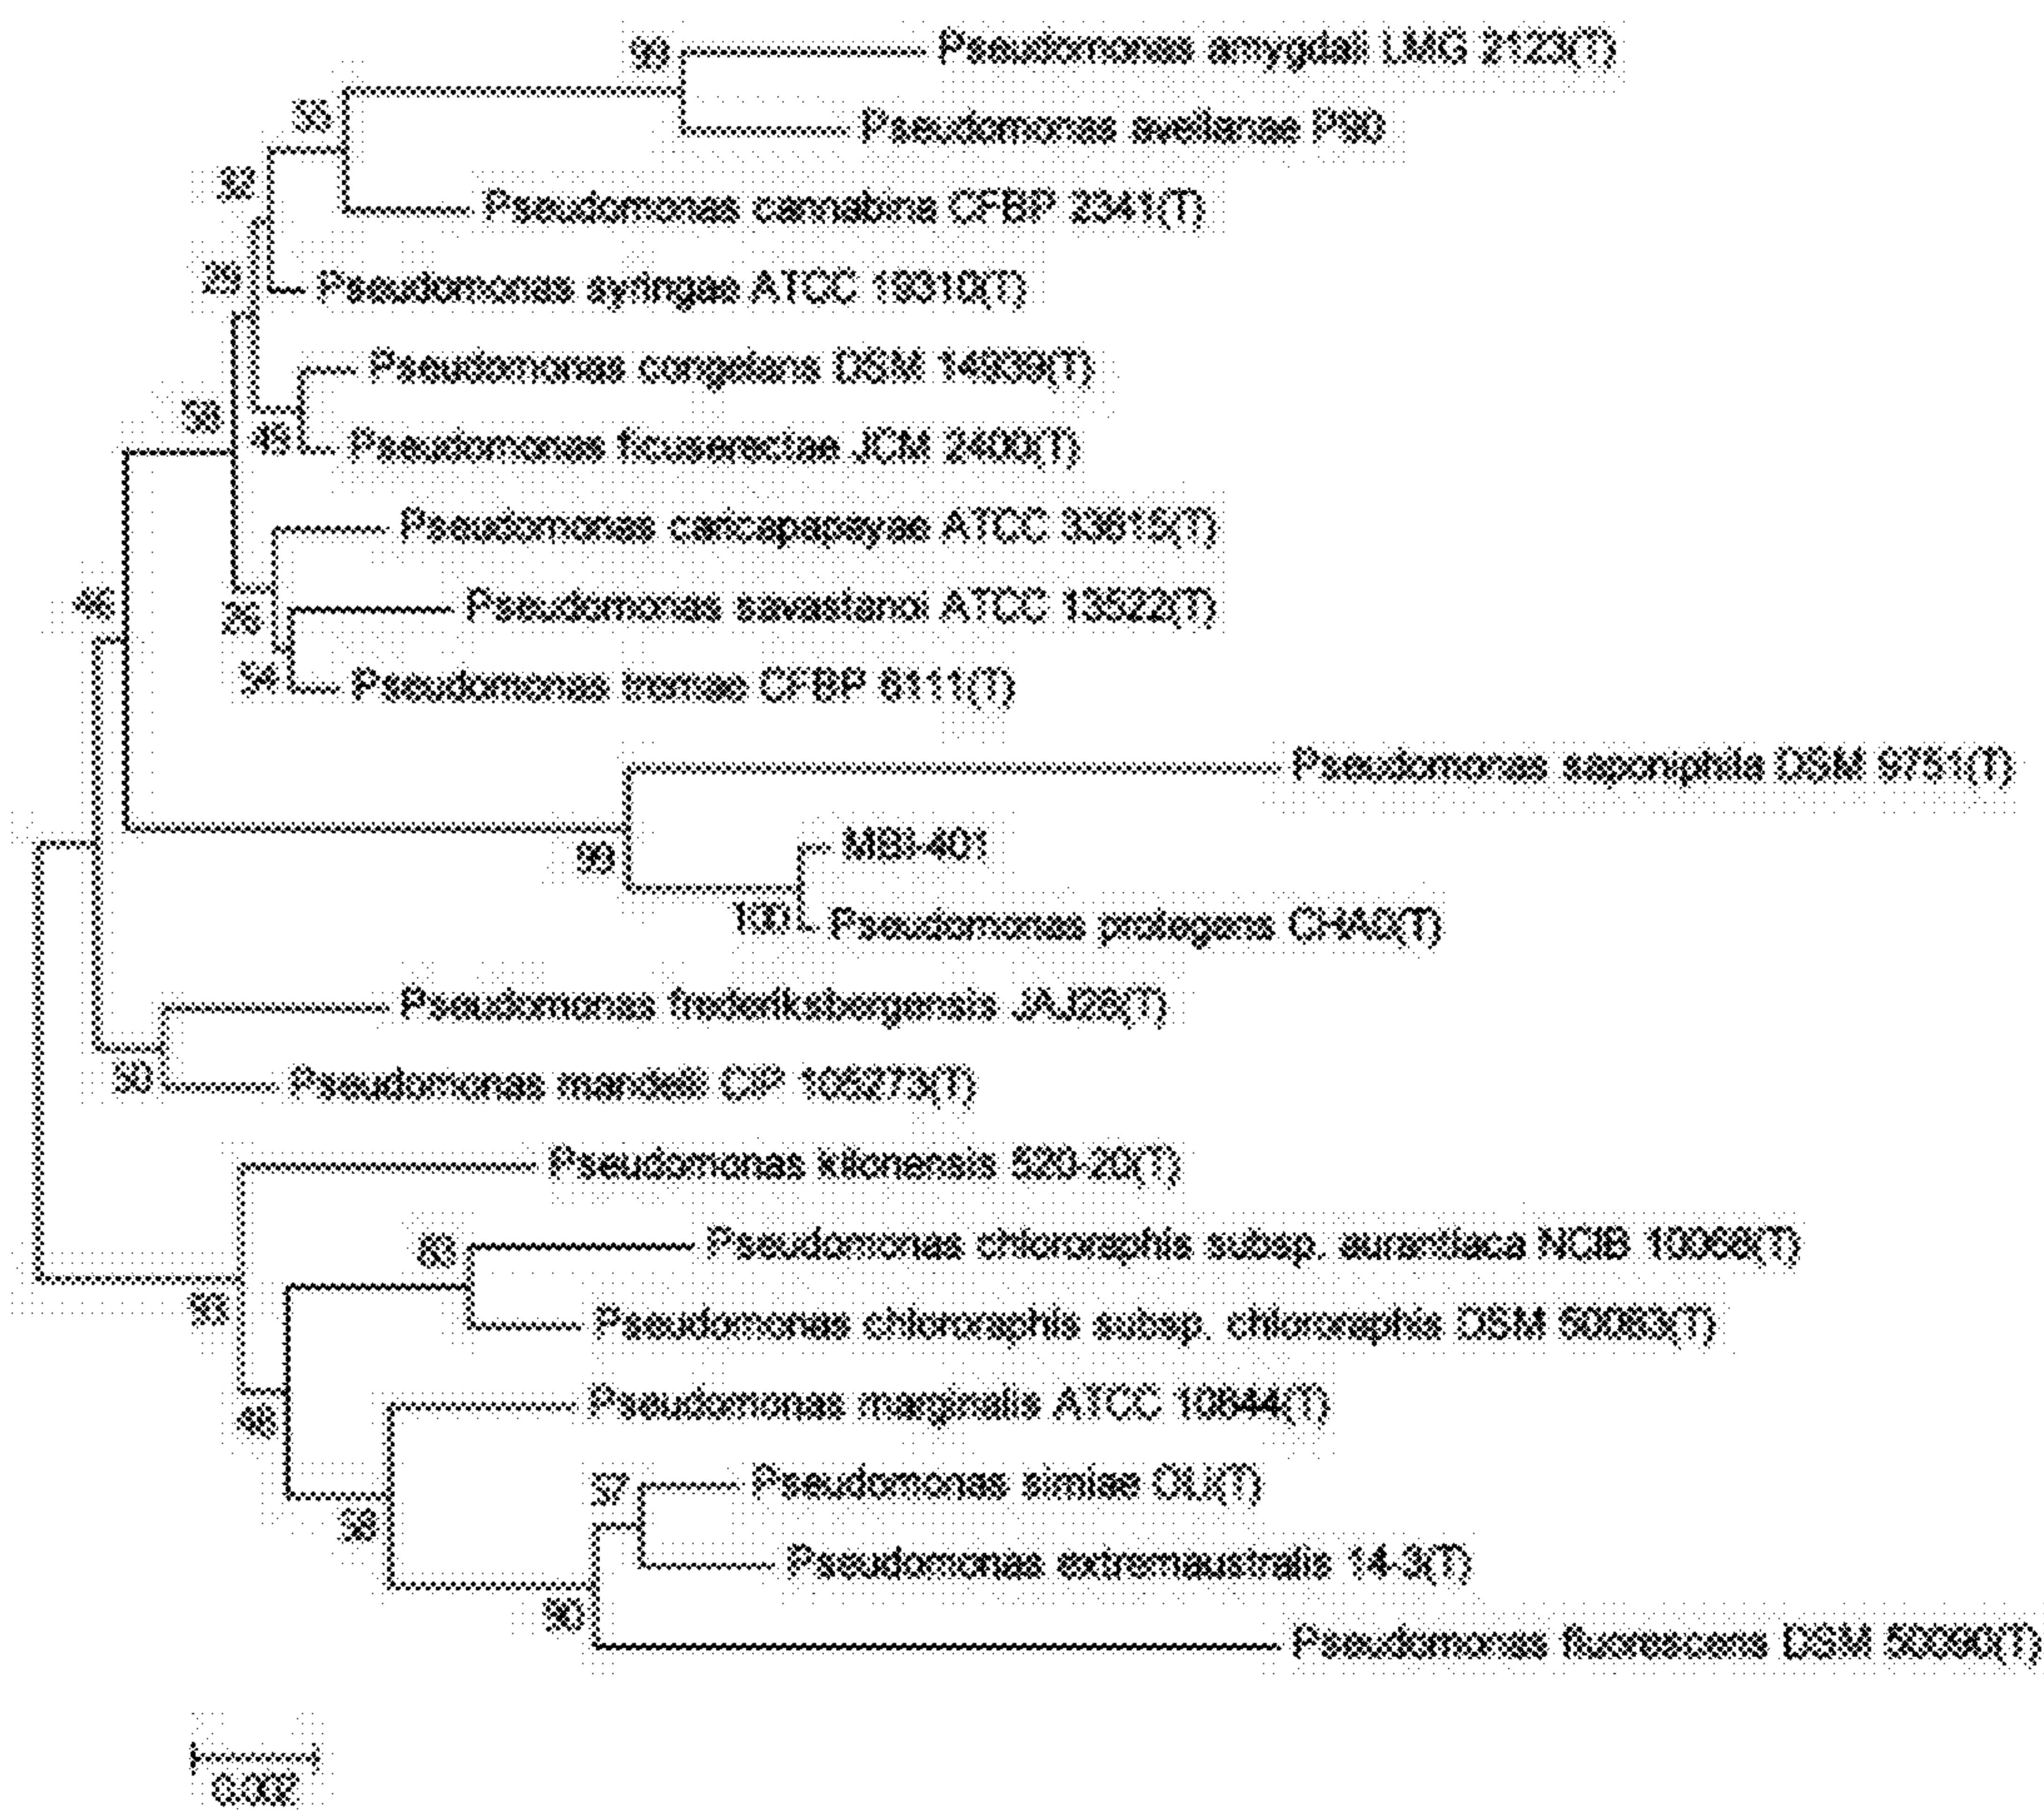 99
Pseudomonas amygdali LMG 2123(T)
Pseudomonas avellanae P90
Pseudomonas cannabina CFBP 2341(T)
Pseudomonas syringae ATCC 19310(T)
29
Pseudomonas congelans DSM 14939(T)
Pseudomonas ficuserectae JCM 2400(T)
Pseudomonas caricapapayae ATCC 33615(T)
Pseudomonas savastanoi ATCC 13522(T)
Pseudomonas tremae CFBP 6111(T)
Pseudomonas saponiphila DSM 9751(T)
MBI-401
100
Pseudomonas protegens CHA0(T)
Pseudomonas frederiksbergensis JAJ28(T)
Pseudomonas mandelii CIP 105273(T)
Pseudomonas kilonensis 520-20(T)
Pseudomonas chlororaphis subsp. aurantiaca NCIB 10068(T)
Pseudomonas chlororaphis subsp. chlororaphis DSM 50083(T)
Pseudomonas marginalis ATCC 10844(T)
37
Pseudomonas simiae OLi(T)
Pseudomonas extremaustralis 14-3(T)
Pseudomonas fluorescens DSM 50090(T)
0.002